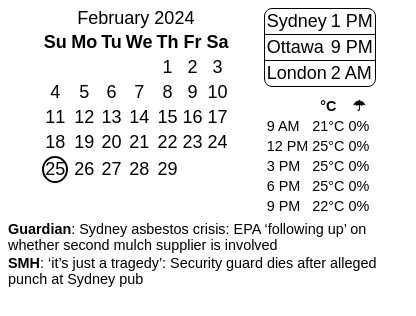 February 2024
Su Mo Tu We Th Fr Sa
1 2 3
4 5 6 7 8 9 10
11 12 13 14 15 16 17
18 19 20 21 22 23 24
25 26 27 28 29
Sydney 1 PM
Ottawa 9 PM
London 2 AM
°C ☂
9 AM 21°C 0%
12 PM 25°C 0%
3 PM 25°C 0%
6 PM 25°C 0%
9 PM 22°C 0%
Guardian: Sydney asbestos crisis: EPA ‘following up’ on
whether second mulch supplier is involved
SMH: ‘it’s just a tragedy’: Security guard dies after alleged
punch at Sydney pub